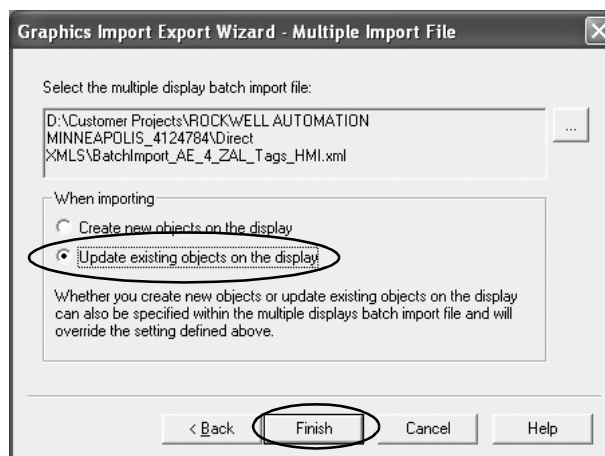 Graphics Import Export Wizard - Multiple Import File
Select the multiple display batch import file:
D:\Customer Projects\ROCKWELL AUTOMATION
MINNEAPOLIS_4124784\Direct
XMLS\BatchImport_AE_4_ZAL_Tags_HMI.xml
...
When importing
Create new objects on the display
Update existing objects on the display
Whether you create new objects or update existing objects on the display
can also be specified within the multiple displays batch import file and will
override the setting defined above.
< Back Finish Cancel Help